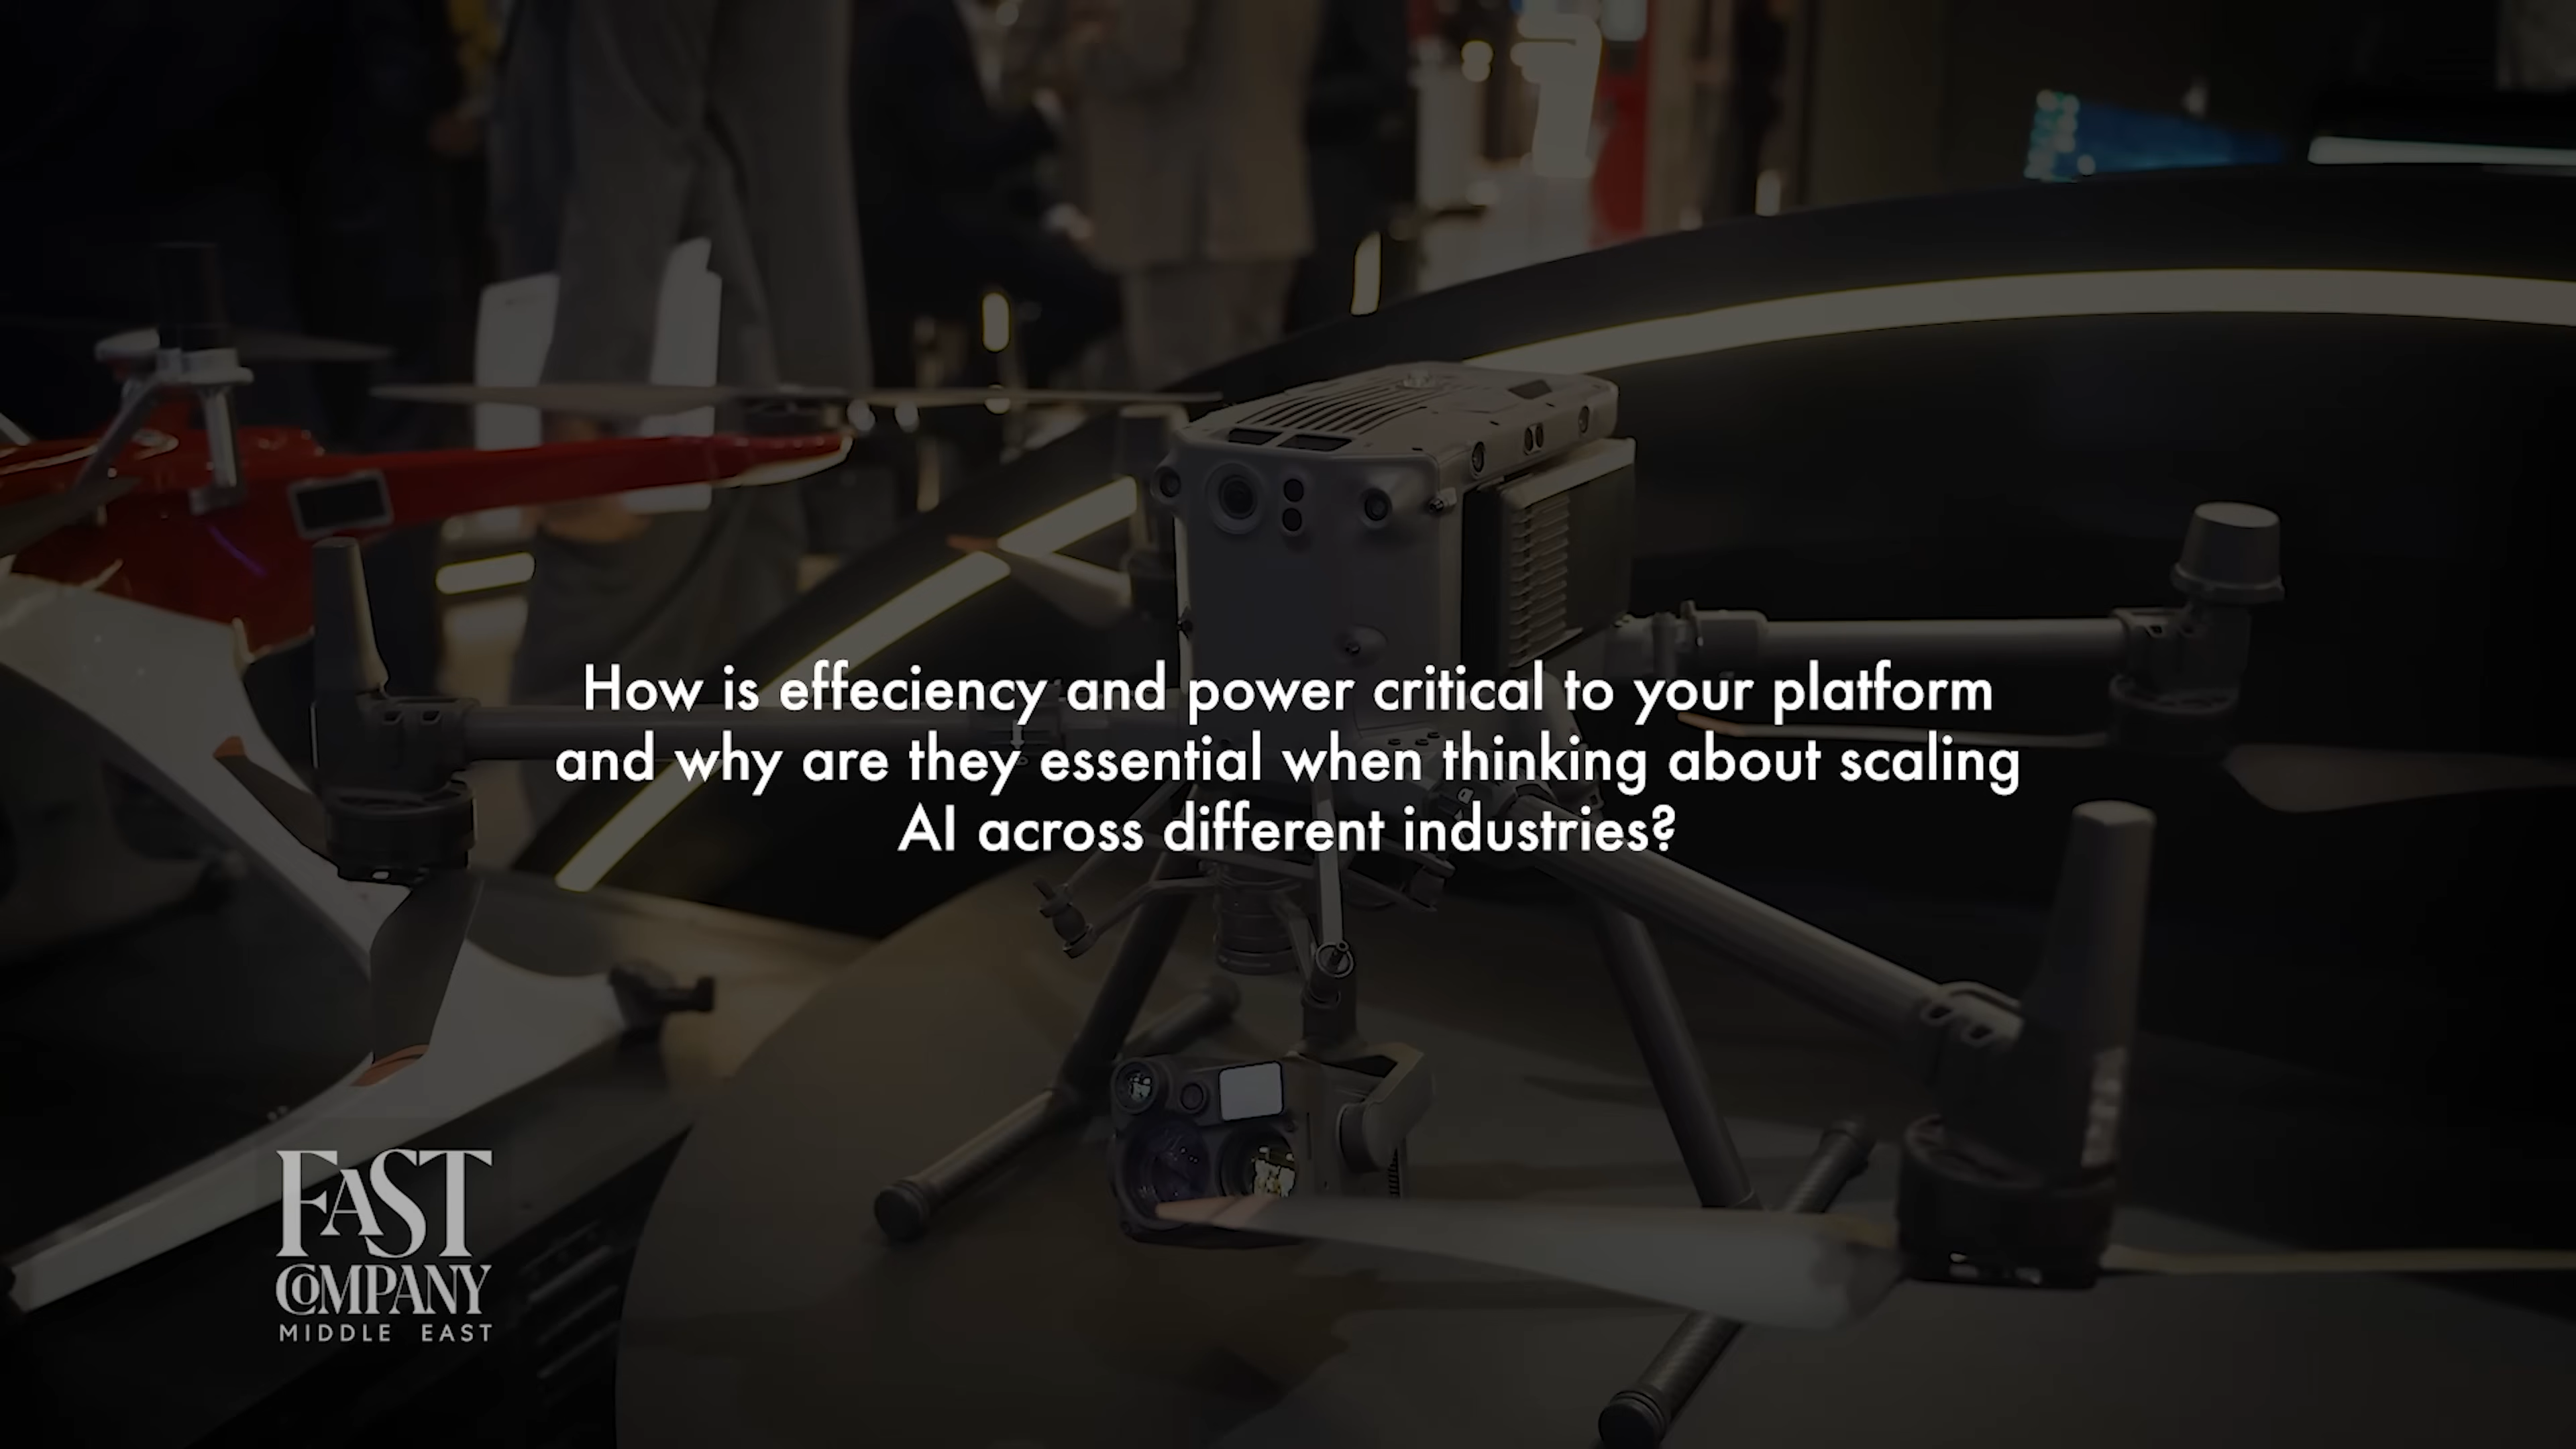 How is effeciency and power critical to your platform
and why are they essential when thinking about scaling
AI across different industries?
FAST
COMPANY
MIDDLE EAST